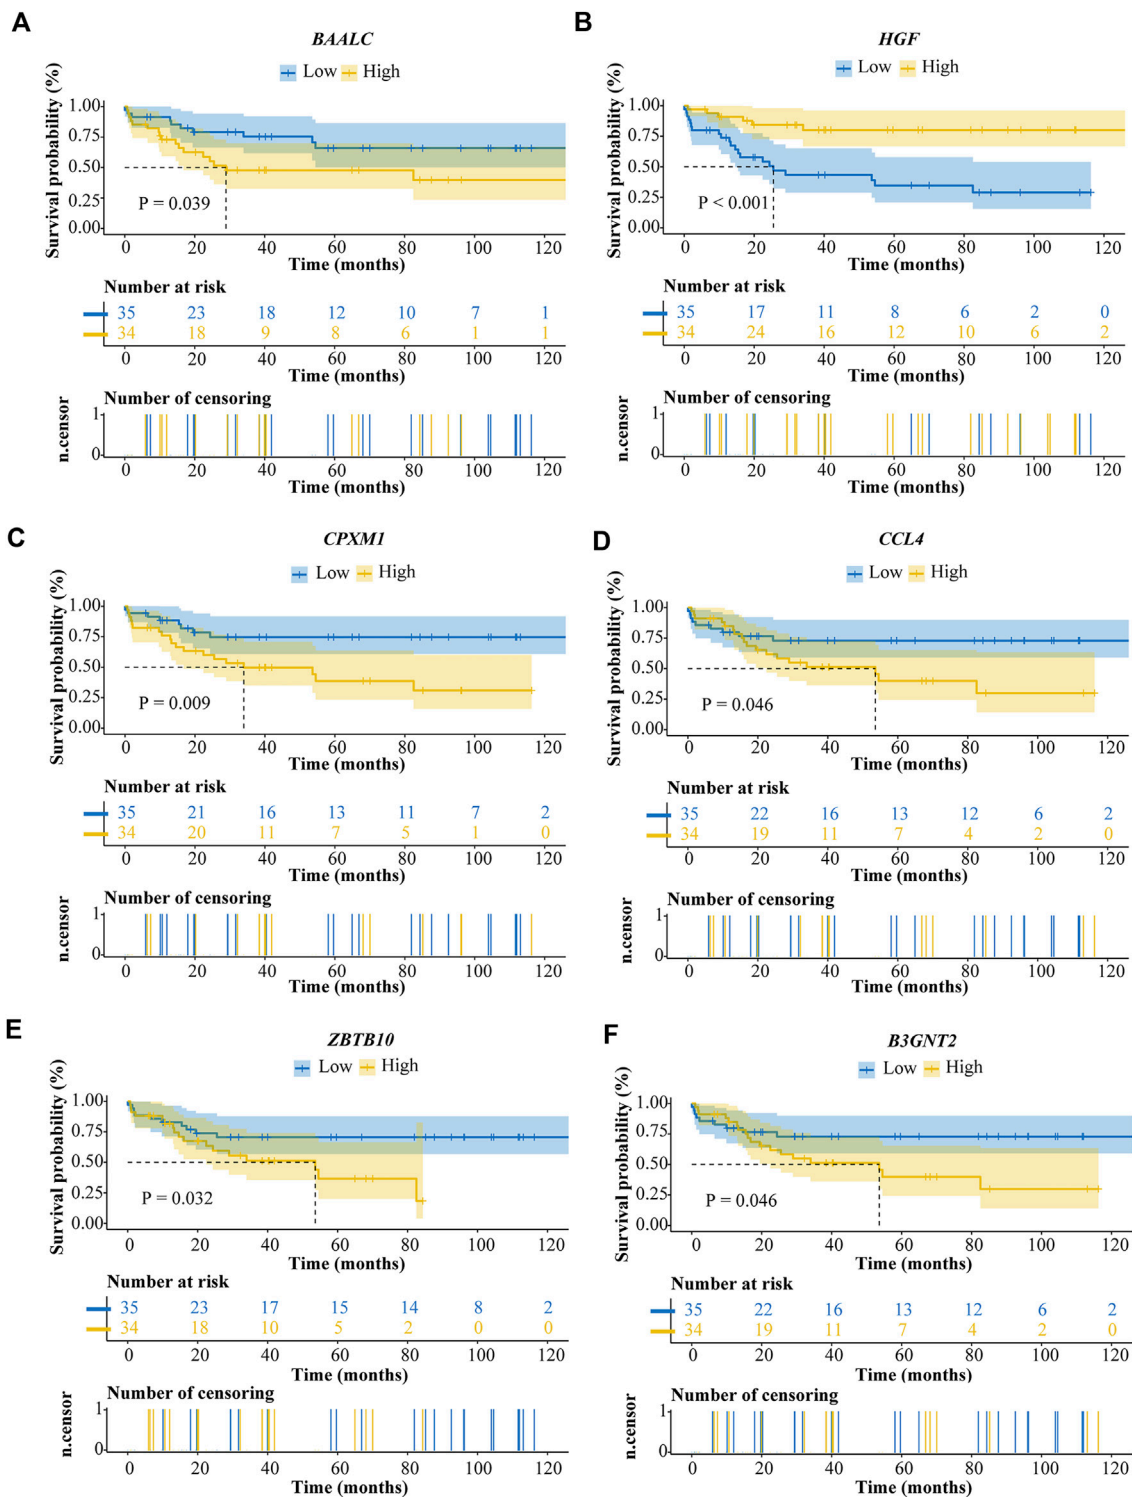 A
BAALC
Low High
Survival probability (%)
1.00
0.75
0.50
0.25
0.00
P = 0.039
0 20 40 60 80 100 120
Time (months)
Number at risk
35 23 18 12 10 7 1
34 18 9 8 6 1 1
0 20 40 60 80 100 120
Time (months)
Number of censoring
n.censor
1
0
0 20 40 60 80 100 120
Time (months)
B
HGF
Low High
Survival probability (%)
1.00
0.75
0.50
0.25
0.00
P < 0.001
0 20 40 60 80 100 120
Time (months)
Number at risk
35 17 11 8 6 2 0
34 24 16 12 10 6 2
0 20 40 60 80 100 120
Time (months)
Number of censoring
n.censor
1
0
0 20 40 60 80 100 120
Time (months)
C
CPXM1
Low High
Survival probability (%)
1.00
0.75
0.50
0.25
0.00
P = 0.009
0 20 40 60 80 100 120
Time (months)
Number at risk
35 21 16 13 11 7 2
34 20 11 7 5 1 0
0 20 40 60 80 100 120
Time (months)
Number of censoring
n.censor
1
0
0 20 40 60 80 100 120
Time (months)
D
CCL4
Low High
Survival probability (%)
1.00
0.75
0.50
0.25
0.00
P = 0.046
0 20 40 60 80 100 120
Time (months)
Number at risk
35 22 16 13 12 6 2
34 19 11 7 4 2 0
0 20 40 60 80 100 120
Time (months)
Number of censoring
n.censor
1
0
0 20 40 60 80 100 120
Time (months)
E
ZBTB10
Low High
Survival probability (%)
1.00
0.75
0.50
0.25
0.00
P = 0.032
0 20 40 60 80 100 120
Time (months)
Number at risk
35 23 17 15 14 8 2
34 18 10 5 2 0 0
0 20 40 60 80 100 120
Time (months)
Number of censoring
n.censor
1
0
0 20 40 60 80 100 120
Time (months)
F
B3GNT2
Low High
Survival probability (%)
1.00
0.75
0.50
0.25
0.00
P = 0.046
0 20 40 60 80 100 120
Time (months)
Number at risk
35 22 16 13 12 6 2
34 19 11 7 4 2 0
0 20 40 60 80 100 120
Time (months)
Number of censoring
n.censor
1
0
0 20 40 60 80 100 120
Time (months)